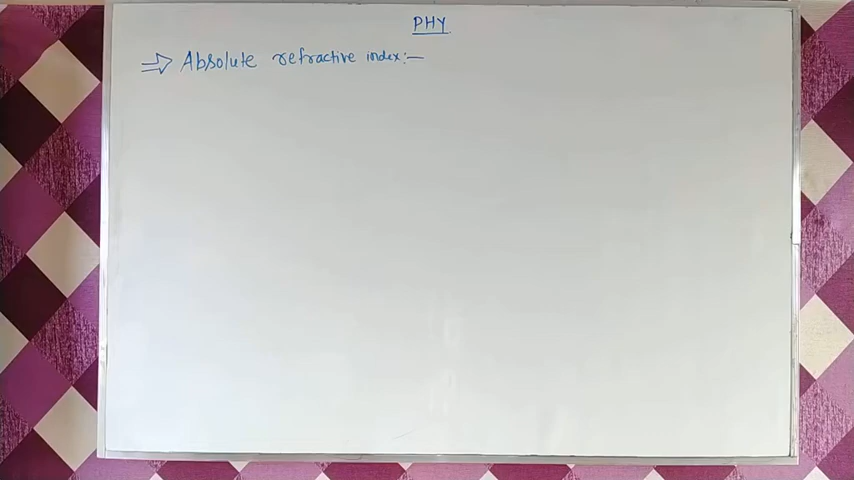 PHY
⇒ Absolute refractive index:—